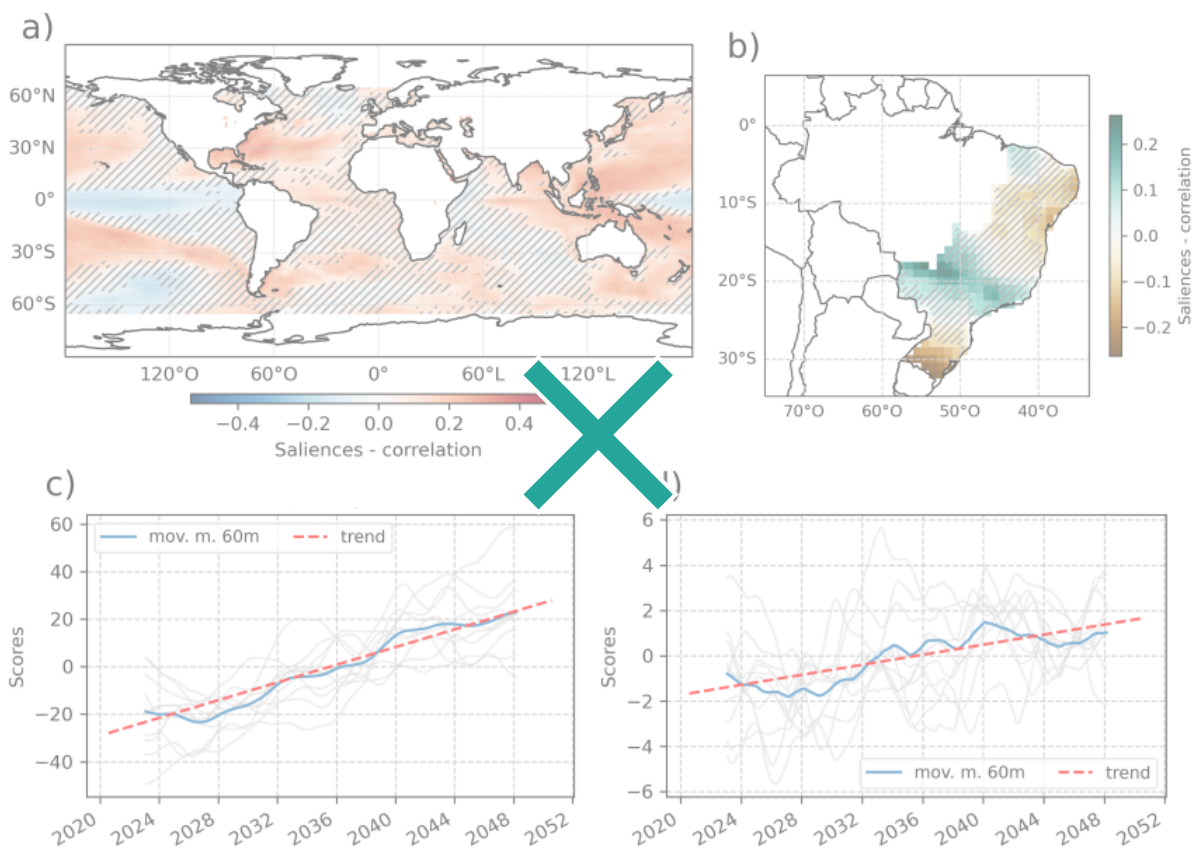 a)
60°N
30°N
0°
30°S
60°S
120°O 60°O 0° 60°L 120°L
−0.4 −0.2 0.0 0.2 0.4
Saliences - correlation
b)
0°
10°S
20°S
30°S
70°O 60°O 50°O 40°O
0.2
0.1
0.0
−0.1
−0.2
Saliences - correlation
c)
60
40
20
0
−20
−40
Scores
mov. m. 60m trend
2020 2024 2028 2032 2036 2040 2044 2048 2052
6
4
2
0
−2
−4
−6
Scores
mov. m. 60m trend
2020 2024 2028 2032 2036 2040 2044 2048 2052